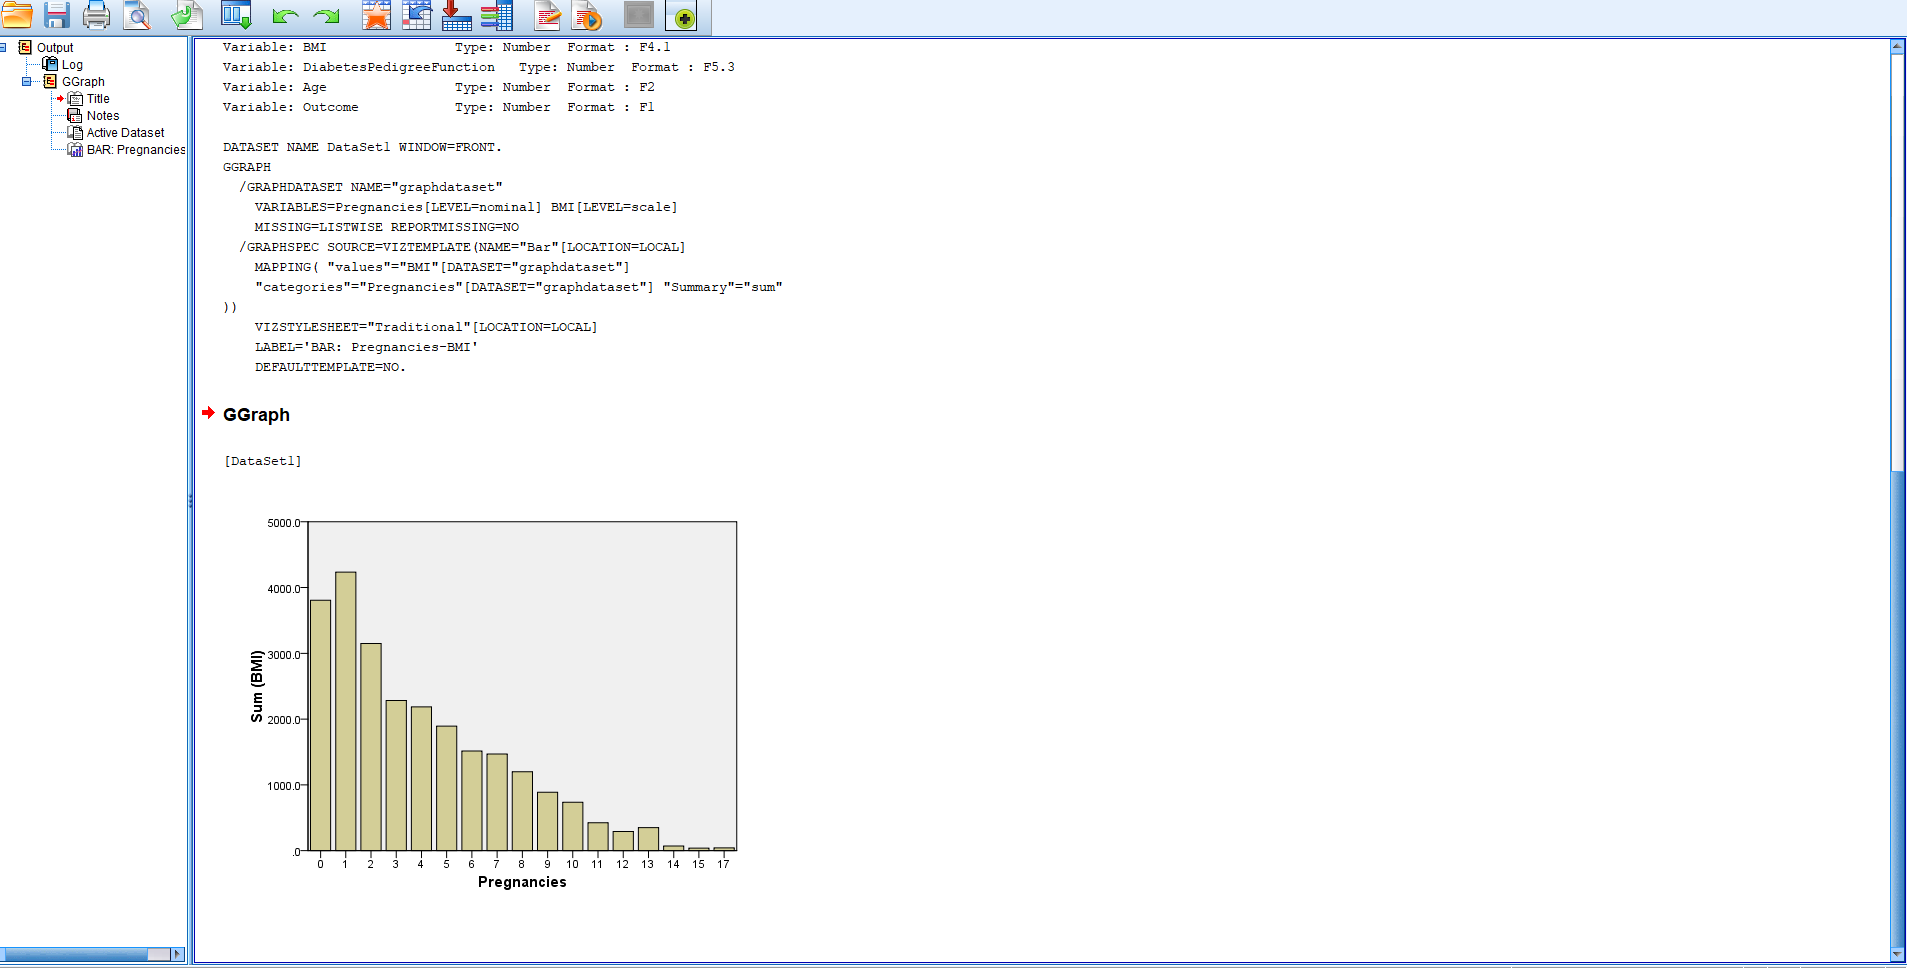 Output
Log
GGraph
Title
Notes
Active Dataset
BAR: Pregnancies
Variable: BMI Type: Number Format : F4.1
Variable: DiabetesPedigreeFunction Type: Number Format : F5.3
Variable: Age Type: Number Format : F2
Variable: Outcome Type: Number Format : F1
DATASET NAME DataSet1 WINDOW=FRONT.
GGRAPH
/GRAPHDATASET NAME="graphdataset"
VARIABLES=Pregnancies[LEVEL=nominal] BMI[LEVEL=scale]
MISSING=LISTWISE REPORTMISSING=NO
/GRAPHSPEC SOURCE=VIZTEMPLATE(NAME="Bar"[LOCATION=LOCAL]
MAPPING( "values"="BMI"[DATASET="graphdataset"]
"categories"="Pregnancies"[DATASET="graphdataset"] "Summary"="sum"
))
VIZSTYLESHEET="Traditional"[LOCATION=LOCAL]
LABEL='BAR: Pregnancies-BMI'
DEFAULTTEMPLATE=NO.
GGraph
[DataSet1]
5000.0
4000.0
3000.0
2000.0
1000.0
.0
Sum (BMI)
0 1 2 3 4 5 6 7 8 9 10 11 12 13 14 15 17
Pregnancies